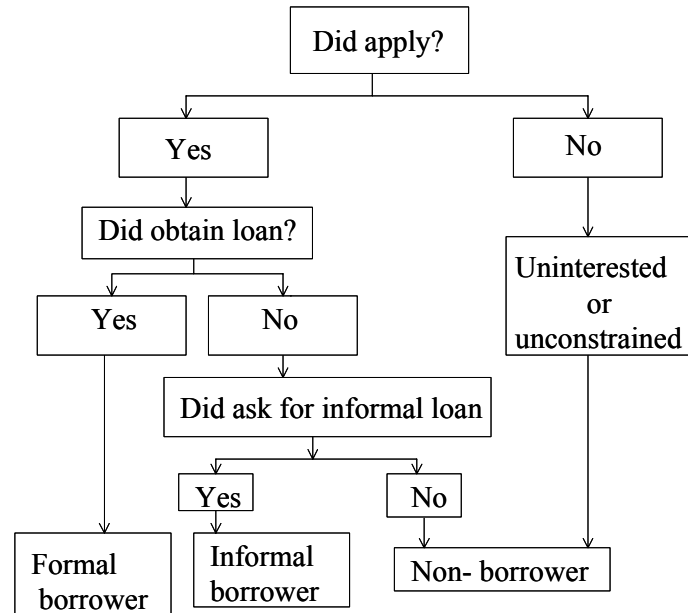 Did apply?
Yes
No
Did obtain loan?
Uninterested
or
unconstrained
Yes
No
Did ask for informal loan
Yes
No
Formal
borrower
Informal
borrower
Non- borrower